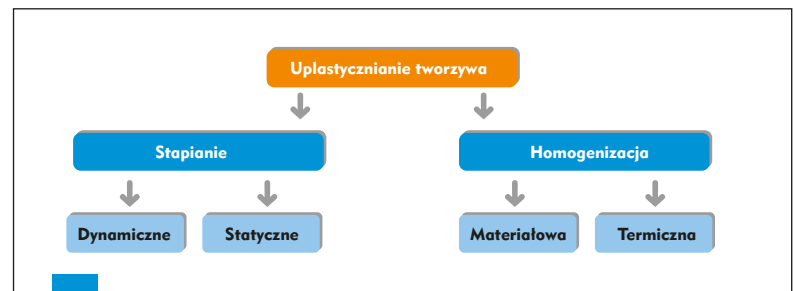 Uplastycznianie tworzywa
Stapianie
Homogenizacja
Dynamiczne
Statyczne
Materiałowa
Termiczna